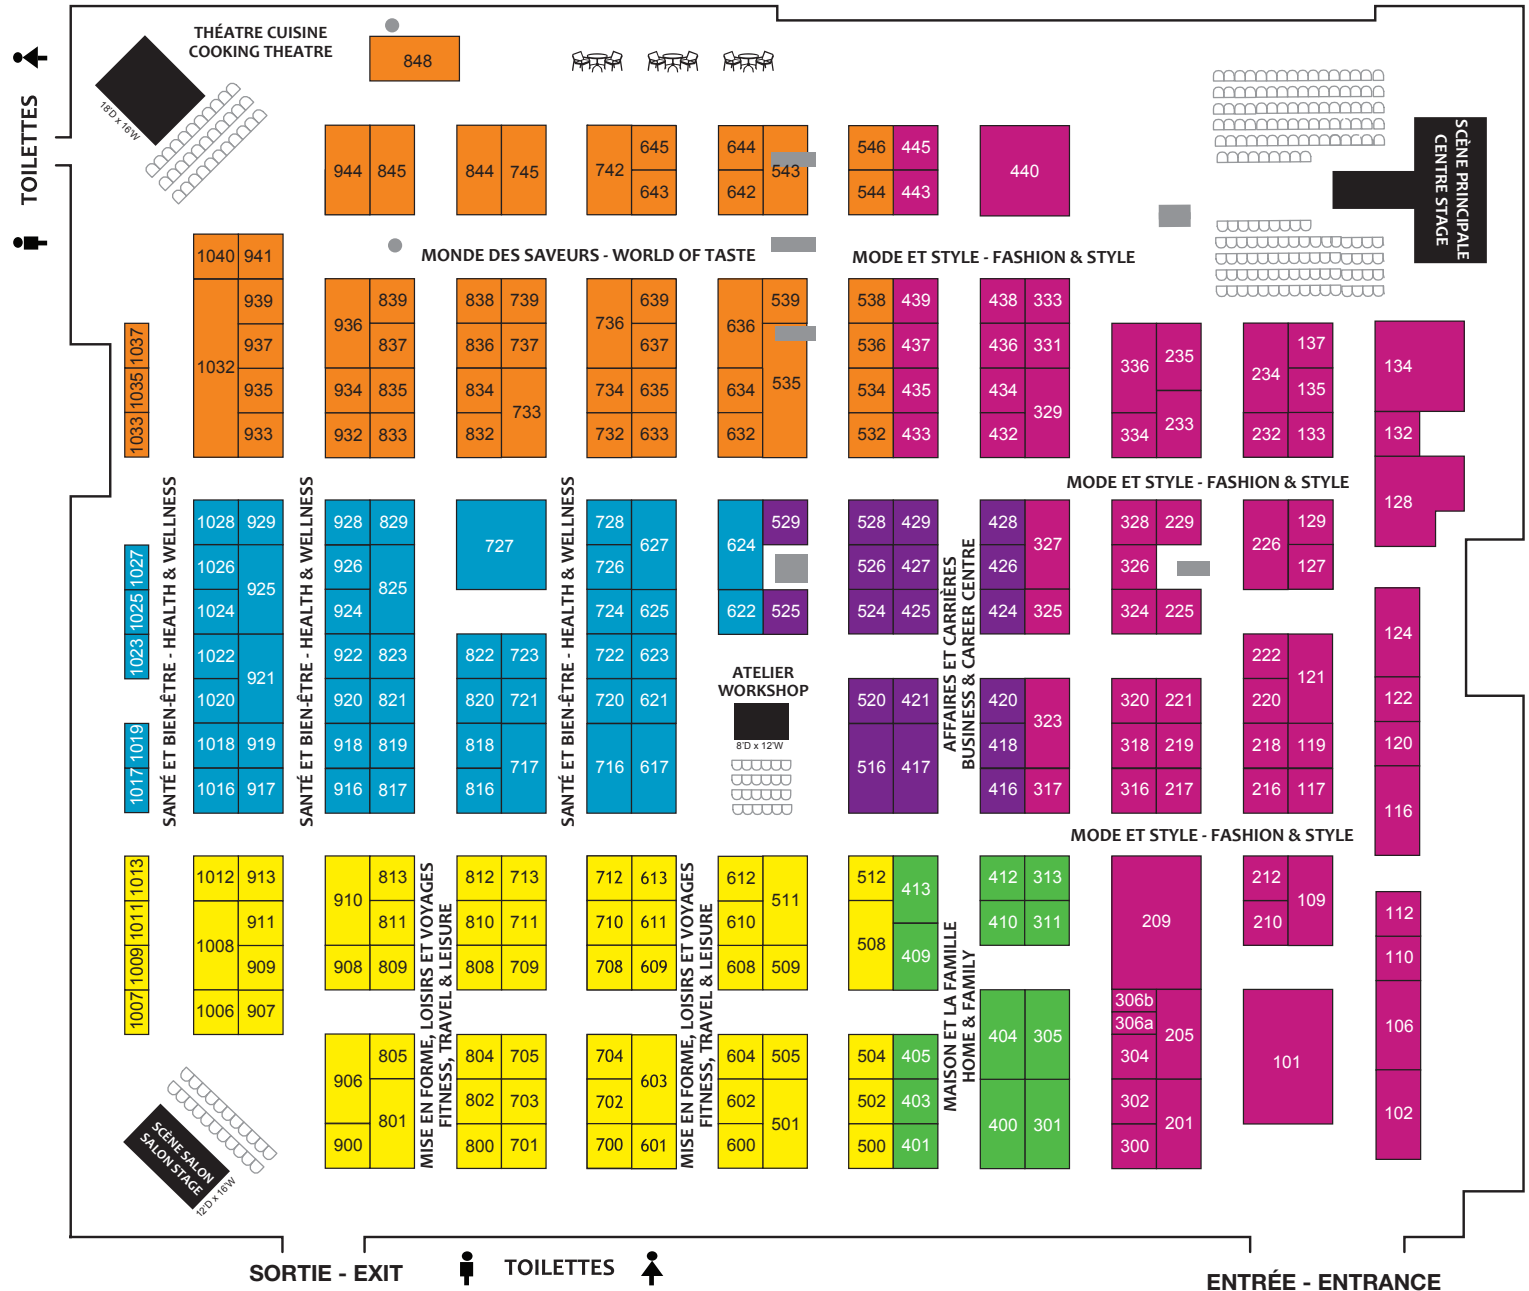 THÉATRE CUISINE
COOKING THEATRE
848
18'D x 16'W
TOILETTES
SCÈNE PRINCIPALE
CENTRE STAGE
944 845 844 745 742 645 644 543 546 445 440
643 642 544 443
MONDE DES SAVEURS - WORLD OF TASTE
MODE ET STYLE - FASHION & STYLE
1040 941
939 936 839 838 739 736 639 636 539 538 439 438 333
1037 1032 937 837 836 737 637 535 536 437 436 331 336 235 234 137 134
1035 935 934 835 834 733 734 635 634 534 435 434 329 233 135
1033 933 932 833 832 732 633 632 532 433 432 334 232 133 132
MODE ET STYLE - FASHION & STYLE
SANTÉ ET BIEN-ÊTRE - HEALTH & WELLNESS
SANTÉ ET BIEN-ÊTRE - HEALTH & WELLNESS
SANTÉ ET BIEN-ÊTRE - HEALTH & WELLNESS
AFFAIRES ET CARRIÈRES
BUSINESS & CAREER CENTRE
1028 929 928 829 727 728 627 624 529 528 429 428 327 328 229 226 129 128
1027 1026 925 926 825 726 526 427 426 326 127
1025 1024 924 724 625 622 525 524 425 424 325 324 225 124
1023 1022 921 922 823 822 723 722 623 222 121
ATELIER
WORKSHOP
8'D x 12'W
1020 920 821 820 721 720 621 520 421 420 323 320 221 220 122
1019 1018 919 918 819 818 717 716 617 516 417 418 318 219 218 119 120
1017 1016 917 916 817 816 416 317 316 217 216 117 116
MODE ET STYLE - FASHION & STYLE
MISE EN FORME, LOISIRS ET VOYAGES
FITNESS, TRAVEL & LEISURE
MISE EN FORME, LOISIRS ET VOYAGES
FITNESS, TRAVEL & LEISURE
MAISON ET LA FAMILLE
HOME & FAMILY
1013 1012 913 910 813 812 713 712 613 612 511 512 413 412 313 209 212 109
1011 1008 911 811 810 711 710 611 610 508 409 410 311 210 112
1009 909 908 809 808 709 708 609 608 509 110
1007 1006 907 404 305 306b 205 101 106
306a
906 805 804 705 704 603 604 505 504 405 304
801 802 703 702 602 501 502 403 400 301 302 201 102
900 800 701 700 601 600 500 401 300
SCÈNE SALON
SALON STAGE
12'D x 16'W
SORTIE - EXIT
TOILETTES
ENTRÉE - ENTRANCE